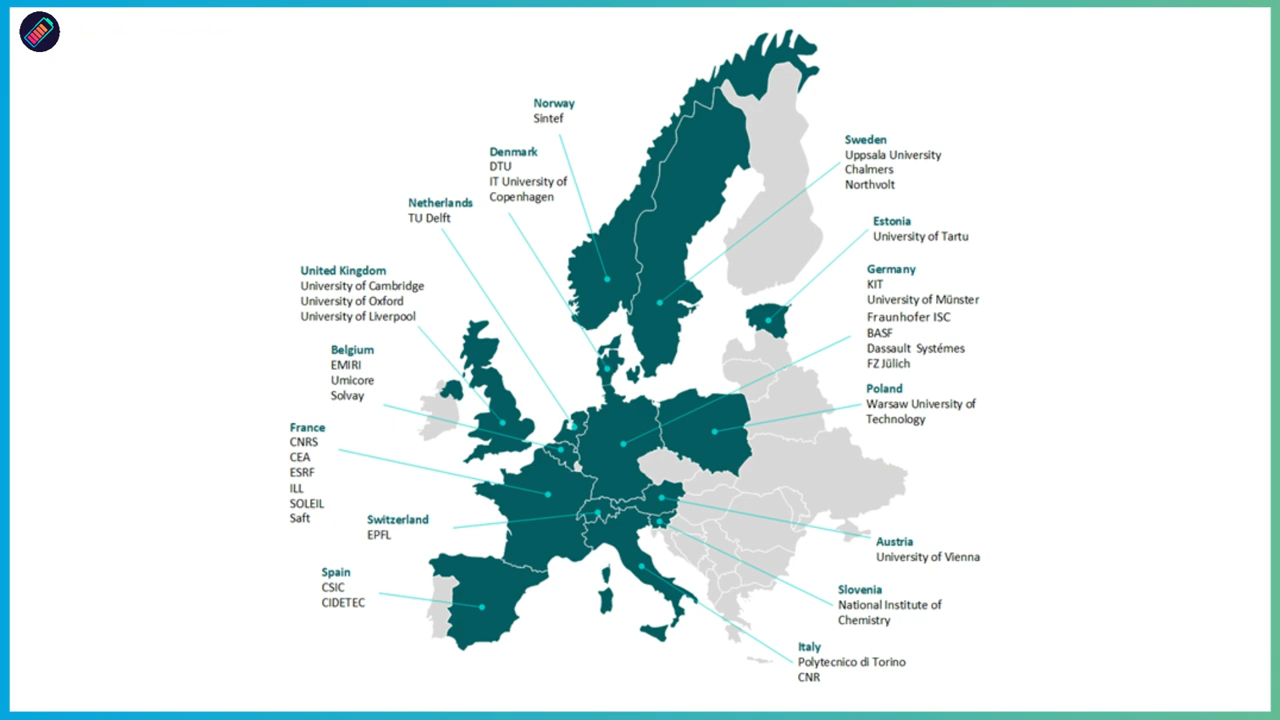 Norway
Sintef
Denmark
DTU
IT University of
Copenhagen
Netherlands
TU Delft
United Kingdom
University of Cambridge
University of Oxford
University of Liverpool
Belgium
EMIRI
Umicore
Solvay
France
CNRS
CEA
ESRF
ILL
SOLEIL
Saft
Switzerland
EPFL
Spain
CSIC
CIDETEC
Sweden
Uppsala University
Chalmers
Northvolt
Estonia
University of Tartu
Germany
KIT
University of Münster
Fraunhofer ISC
BASF
Dassault Systémes
FZ Jülich
Poland
Warsaw University of
Technology
Austria
University of Vienna
Slovenia
National Institute of
Chemistry
Italy
Polytecnico di Torino
CNR